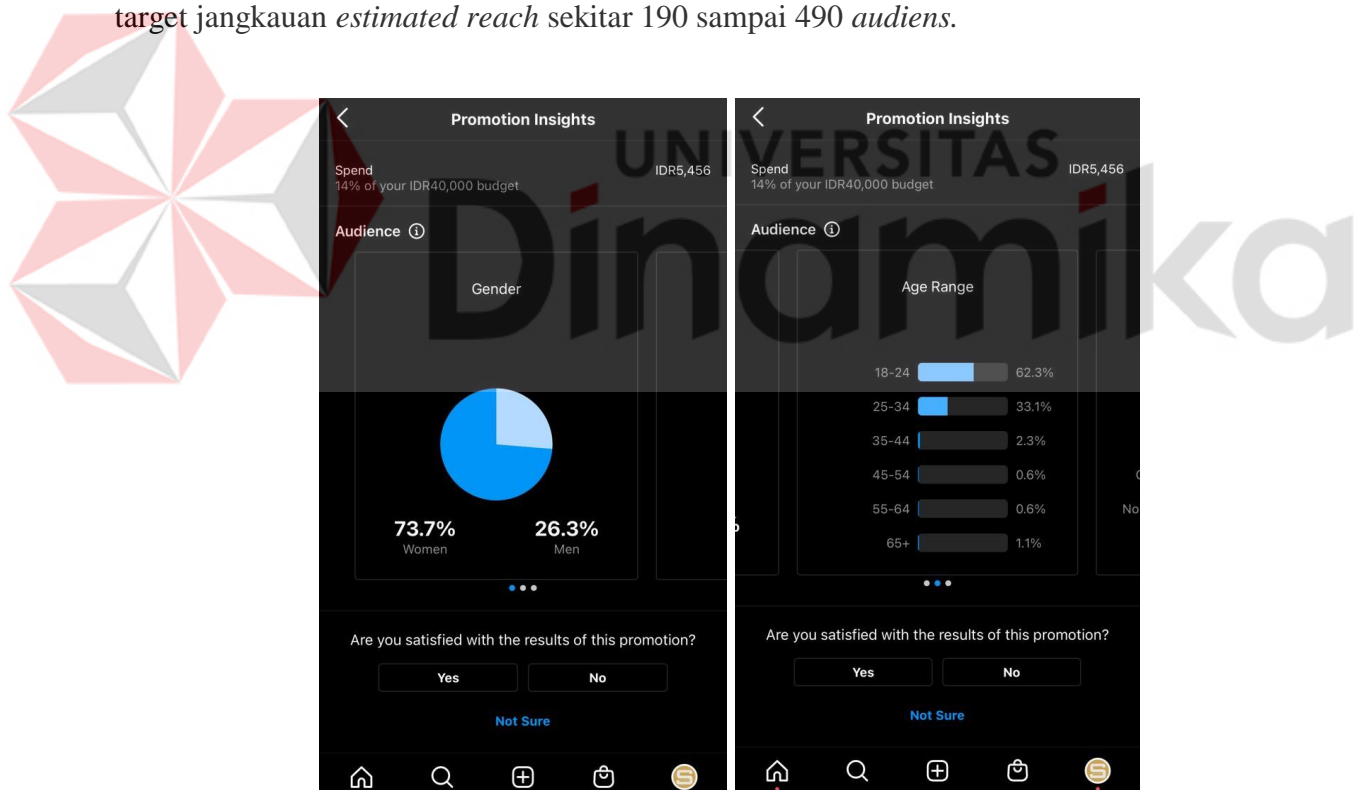 target jangkauan estimated reach sekitar 190 sampai 490 audiens.
UNIVERSITAS
Dinamika
Promotion Insights
Spend IDR5,456
14% of your IDR40,000 budget
Audience
Gender
73.7% 26.3%
Women Men
Are you satisfied with the results of this promotion?
Yes No
Not Sure
Promotion Insights
Spend IDR5,456
14% of your IDR40,000 budget
Audience
Age Range
18-24 62.3%
25-34 33.1%
35-44 2.3%
45-54 0.6%
55-64 0.6%
No
65+ 1.1%
Are you satisfied with the results of this promotion?
Yes No
Not Sure